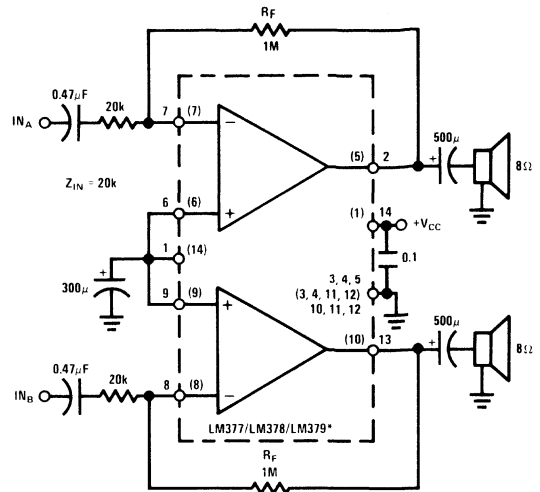 RF
1M
0.47μF
20k
INA
7
(7)
−
(5)
2
500μ
+
8Ω
ZIN = 20k
6
(6)
+
(1)
14
+VCC
1
(14)
0.1
+
300μ
3, 4, 5
(3, 4, 11, 12)
10, 11, 12
9
(9)
+
500μ
(10)
13
+
8Ω
0.47μF
20k
INB
8
(8)
−
LM377/LM378/LM379*
RF
1M